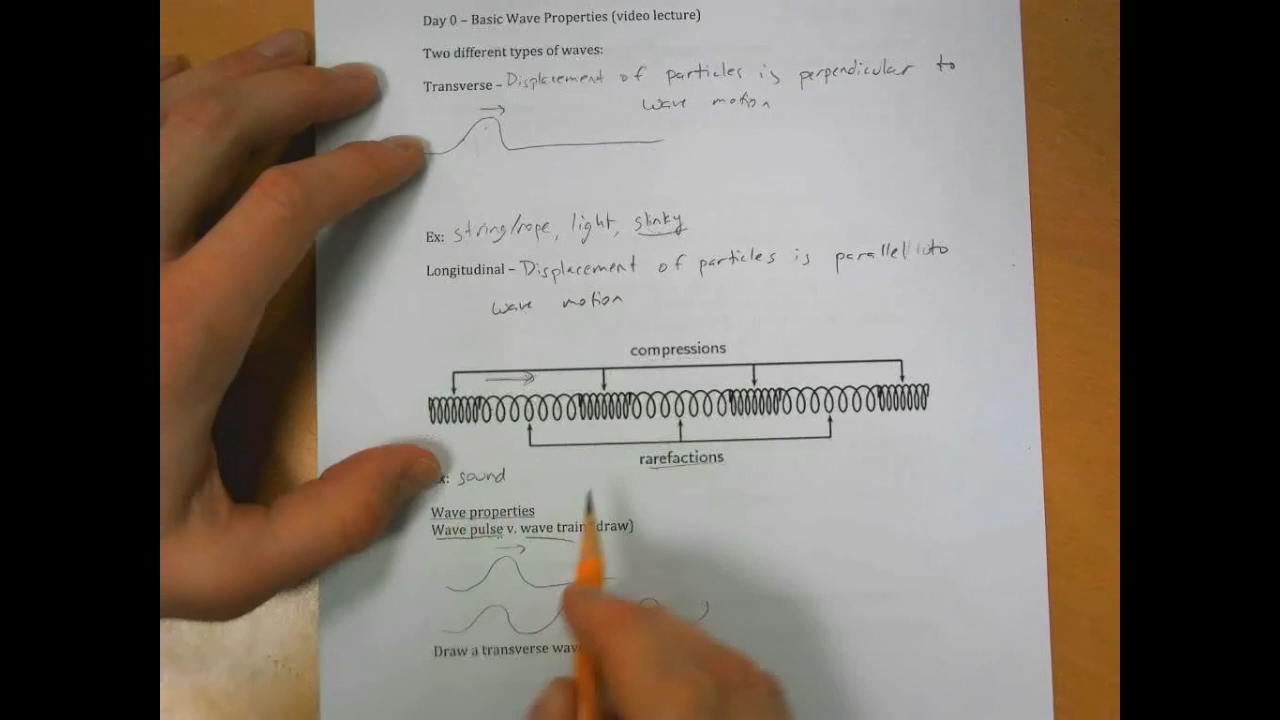 Day 0 – Basic Wave Properties (video lecture)
Two different types of waves:
Transverse – Displacement of particles is perpendicular to
wave motion
Ex: string/rope, light, slinky
Longitudinal – Displacement of particles is parallel to
wave motion
compressions
rarefactions
sound
Wave properties
Wave pulse v. wave train draw)
Draw a transverse wav